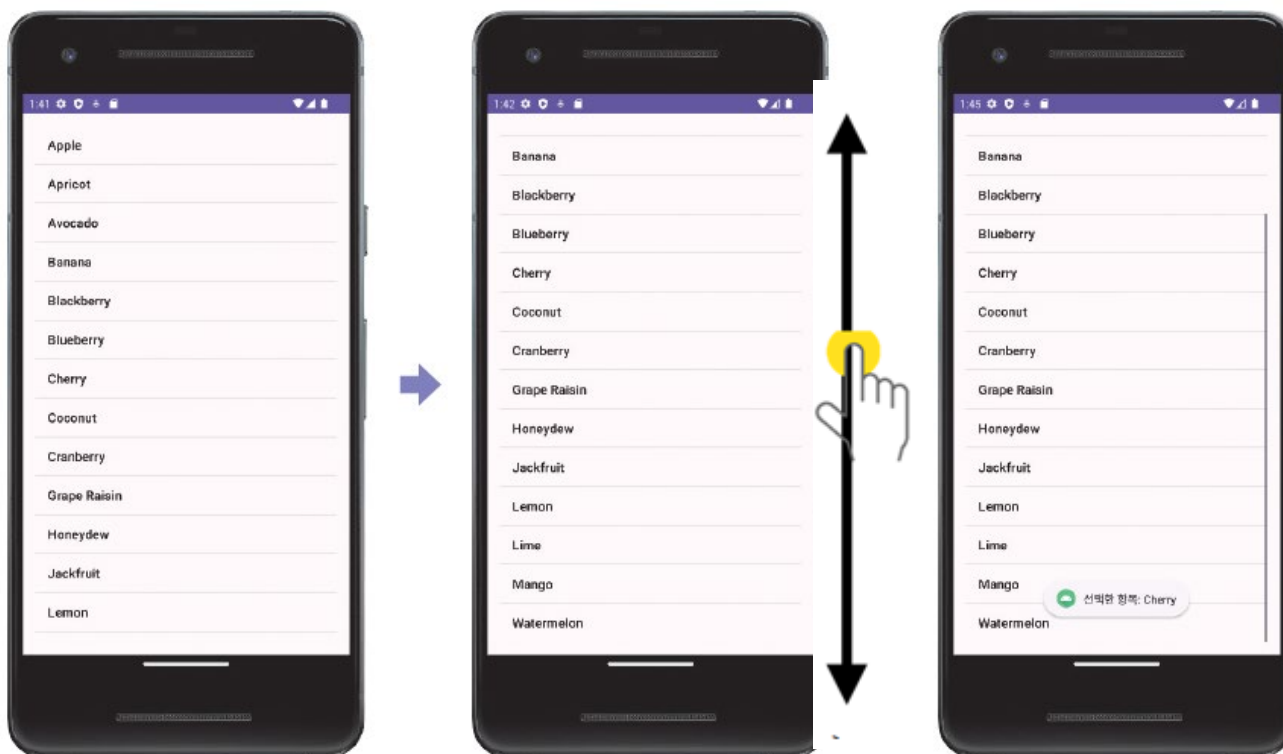 1:41
Apple
Apricot
Avocado
Banana
Blackberry
Blueberry
Cherry
Coconut
Cranberry
Grape Raisin
Honeydew
Jackfruit
Lemon
1:42
Banana
Blackberry
Blueberry
Cherry
Coconut
Cranberry
Grape Raisin
Honeydew
Jackfruit
Lemon
Lime
Mango
Watermelon
1:45
Banana
Blackberry
Blueberry
Cherry
Coconut
Cranberry
Grape Raisin
Honeydew
Jackfruit
Lemon
Lime
Mango
선택한 항목: Cherry
Watermelon